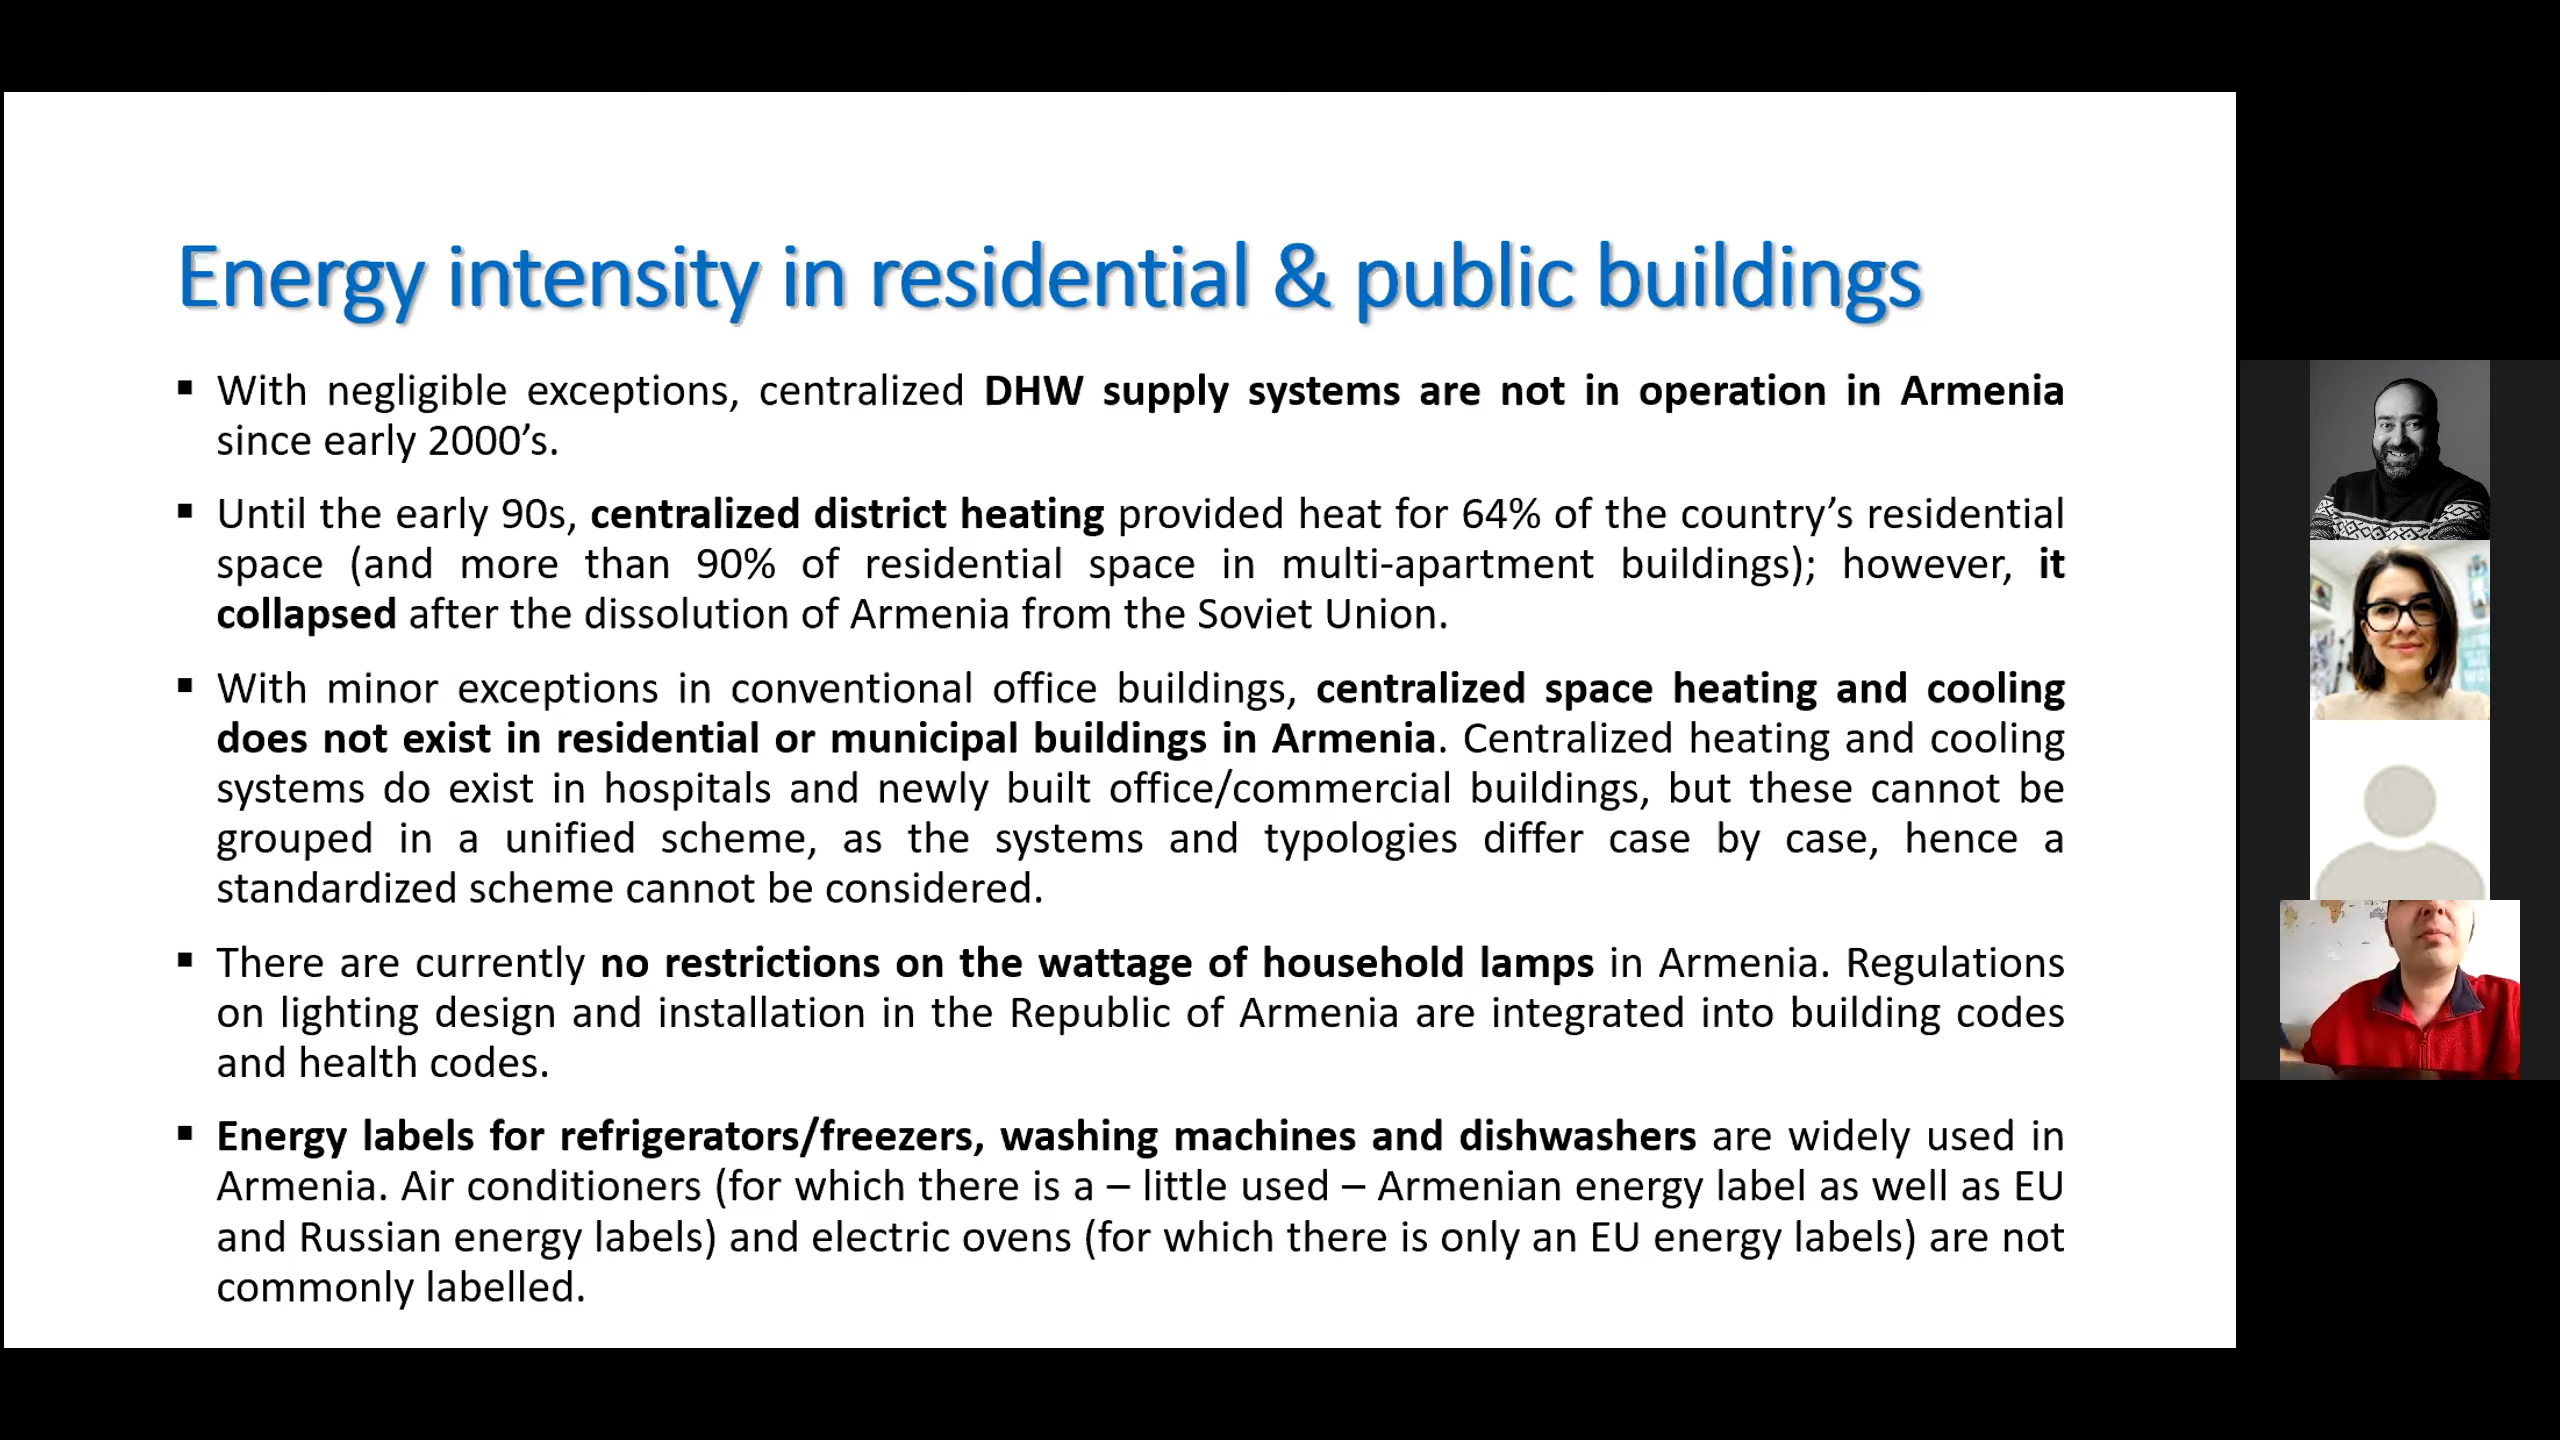 Energy intensity in residential & public buildings
▪ With negligible exceptions, centralized DHW supply systems are not in operation in Armenia
since early 2000’s.
▪ Until the early 90s, centralized district heating provided heat for 64% of the country’s residential
space (and more than 90% of residential space in multi-apartment buildings); however, it
collapsed after the dissolution of Armenia from the Soviet Union.
▪ With minor exceptions in conventional office buildings, centralized space heating and cooling
does not exist in residential or municipal buildings in Armenia. Centralized heating and cooling
systems do exist in hospitals and newly built office/commercial buildings, but these cannot be
grouped in a unified scheme, as the systems and typologies differ case by case, hence a
standardized scheme cannot be considered.
▪ There are currently no restrictions on the wattage of household lamps in Armenia. Regulations
on lighting design and installation in the Republic of Armenia are integrated into building codes
and health codes.
▪ Energy labels for refrigerators/freezers, washing machines and dishwashers are widely used in
Armenia. Air conditioners (for which there is a – little used – Armenian energy label as well as EU
and Russian energy labels) and electric ovens (for which there is only an EU energy labels) are not
commonly labelled.